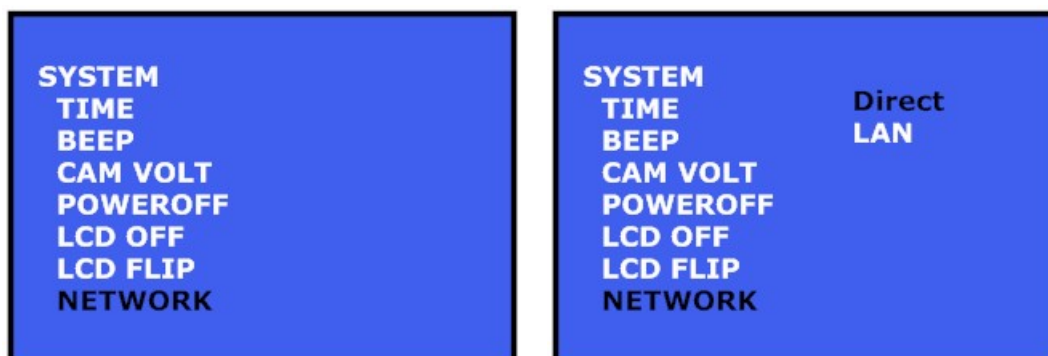 SYSTEM
TIME
BEEP
CAM VOLT
POWEROFF
LCD OFF
LCD FLIP
NETWORK
SYSTEM
TIME
BEEP
CAM VOLT
POWEROFF
LCD OFF
LCD FLIP
NETWORK
Direct
LAN